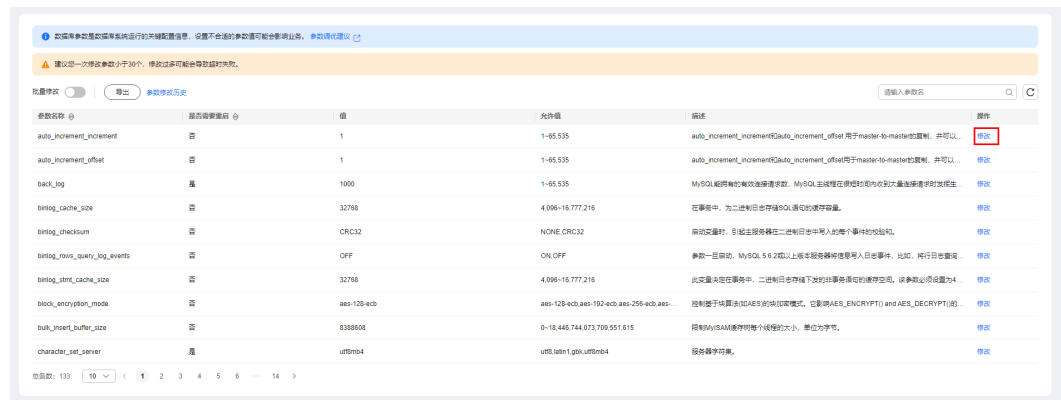 数据库参数是数据库系统运行的关键配置信息，设置不合适的参数值可能会影响业务。 参数调优建议
建议您一次修改参数小于30个，修改过多可能会导致超时失败。
批量修改 导出 参数修改历史 请输入参数名
参数名称 是否需要重启 值 允许值 描述 操作
auto_increment_increment 否 1 1~65,535 auto_increment_increment和auto_increment_offset 用于master-to-master的复制，并可以... 修改
auto_increment_offset 否 1 1~65,535 auto_increment_increment和auto_increment_offset用于master-to-master的复制，并可以... 修改
back_log 是 1000 1~65,535 MySQL能拥有的有效连接请求数，MySQL主线程在很短时间内收到大量连接请求时发挥生... 修改
binlog_cache_size 否 32768 4,096~16,777,216 在事务中，为二进制日志存储SQL语句的缓存容量。 修改
binlog_checksum 否 CRC32 NONE,CRC32 启动变量时，引起主服务器在二进制日志中写入的每个事件的校验和。 修改
binlog_rows_query_log_events 否 OFF ON,OFF 参数一旦启动，MySQL 5.6.2或以上版本服务器将信息写入日志事件，比如，将行日志查询... 修改
binlog_stmt_cache_size 否 32768 4,096~16,777,216 此变量决定在事务中，二进制日志存储下发的非事务语句的缓存空间。该参数必须设置为4... 修改
block_encryption_mode 否 aes-128-ecb aes-128-ecb,aes-192-ecb,aes-256-ecb,aes-... 控制基于块算法(如AES)的块加密模式。它影响AES_ENCRYPT() and AES_DECRYPT()的... 修改
bulk_insert_buffer_size 否 8388608 0~18,446,744,073,709,551,615 限制MyISAM缓存树每个线程的大小，单位为字节。 修改
character_set_server 是 utf8mb4 utf8,latin1,gbk,utf8mb4 服务器字符集。 修改
总条数：133 10 < 1 2 3 4 5 6 ... 14 >